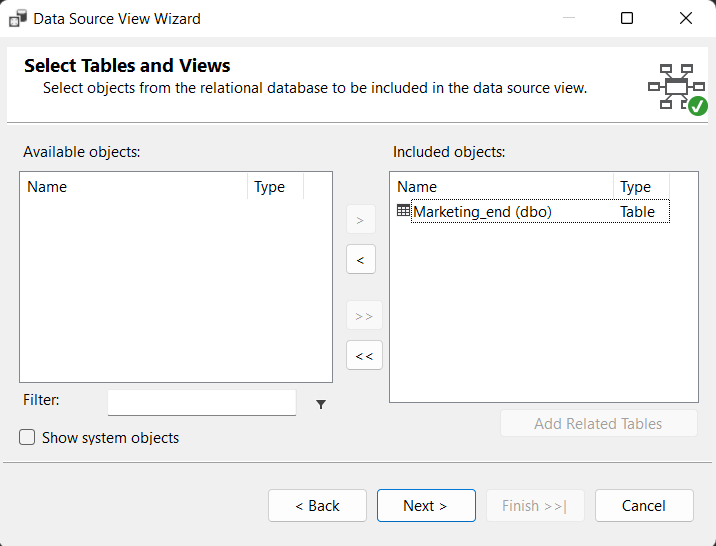 Data Source View Wizard
Select Tables and Views
Select objects from the relational database to be included in the data source view.
Available objects:
Name Type
Included objects:
Name Type
Marketing_end (dbo) Table
>
<
>>
<<
Filter:
Show system objects
Add Related Tables
< Back Next > Finish >>| Cancel